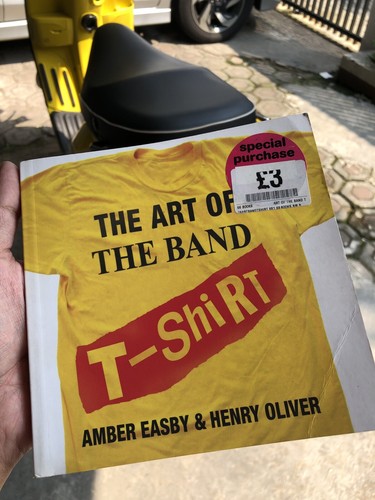 special
purchase
£3
THE ART OF
THE BAND
T-ShiRT
AMBER EASBY & HENRY OLIVER